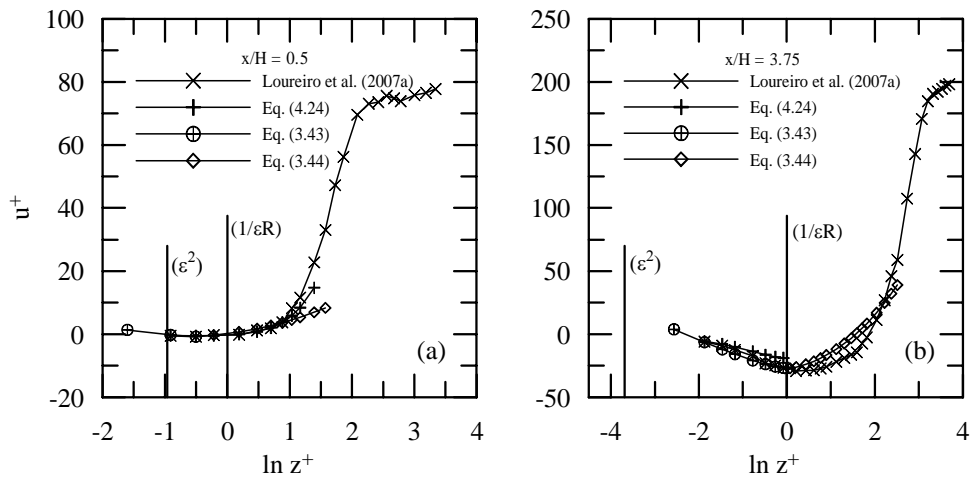 100
80
60
40
20
0
-20
u⁺
x/H = 0.5
Loureiro et al. (2007a)
Eq. (4.24)
Eq. (3.43)
Eq. (3.44)
(1/εR)
(ε²)
(a)
-2 -1 0 1 2 3 4
ln z⁺
250
200
150
100
50
0
-50
x/H = 3.75
Loureiro et al. (2007a)
Eq. (4.24)
Eq. (3.43)
Eq. (3.44)
(1/εR)
(ε²)
(b)
-4 -2 0 2 4
ln z⁺